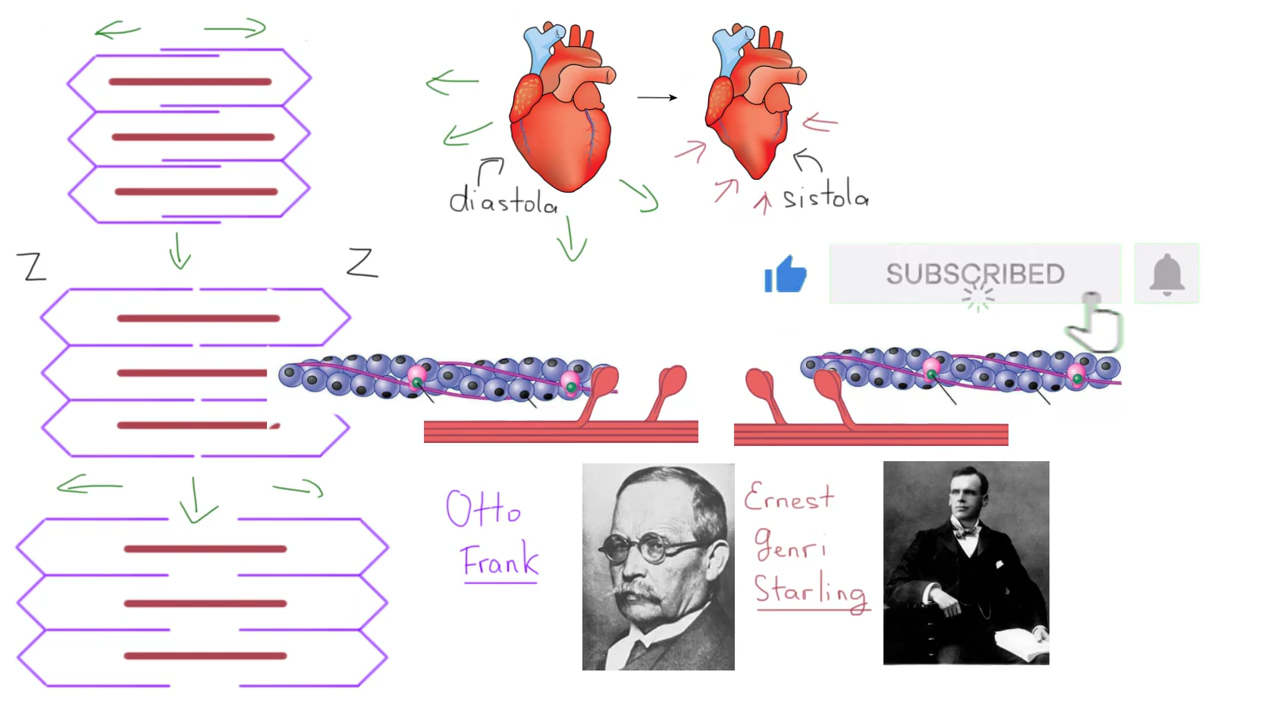 diastola
sistola
Z
Z
SUBSCRIBED
Otto
Frank
Ernest
Genri
Starling